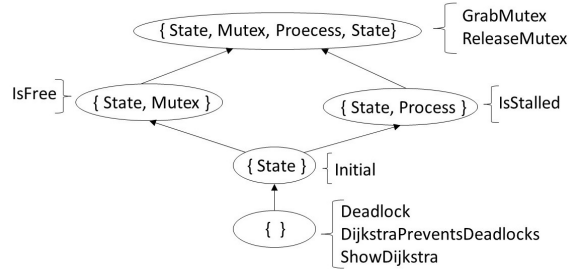 { State, Mutex, Proecess, State}
GrabMutex
ReleaseMutex
IsFree
{ State, Mutex }
{ State, Process }
IsStalled
{ State }
Initial
{ }
Deadlock
DijkstraPreventsDeadlocks
ShowDijkstra